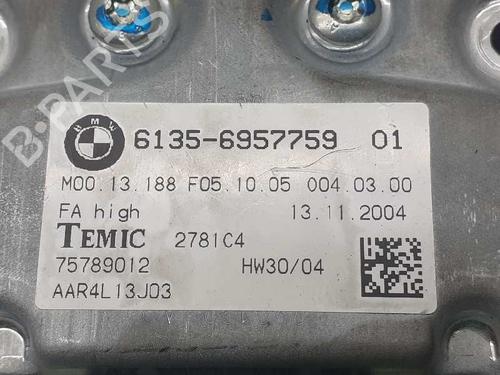 B-PARTS
BMW
6135-6957759 01
M00.13.188 F05.10.05 004.03.00
FA high 13.11.2004
TEMIC 2781C4
75789012 HW30/04
AAR4L13J03